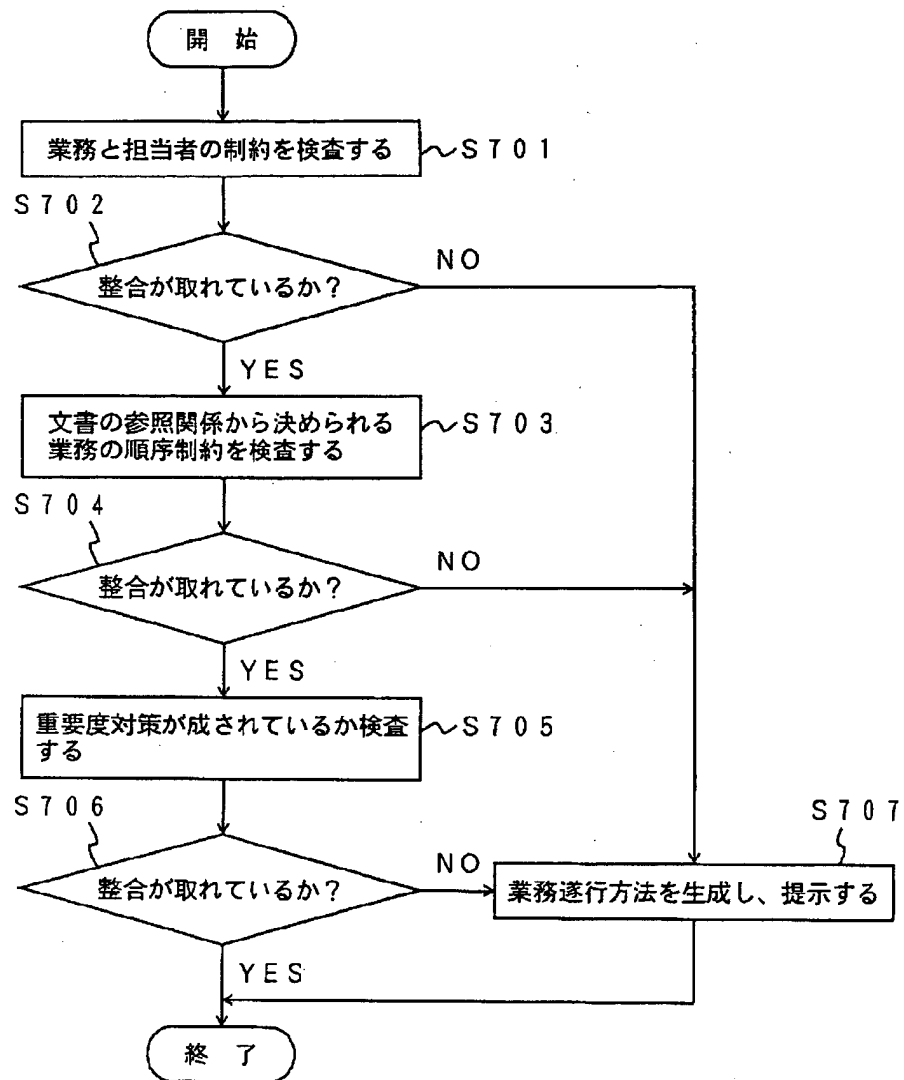 開 始
業務と担当者の制約を検査する
S701
S702
整合が取れているか?
NO
YES
文書の参照関係から決められる
業務の順序制約を検査する
S703
S704
整合が取れているか?
NO
YES
重要度対策が成されているか検査
する
S705
S706
整合が取れているか?
NO
S707
業務遂行方法を生成し、提示する
YES
終 了